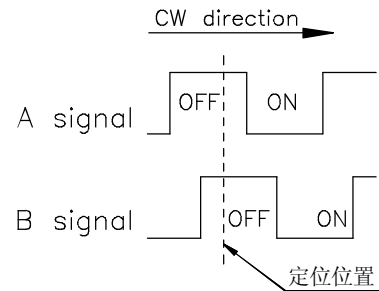 CW direction
A signal OFF ON
B signal OFF ON
定位位置